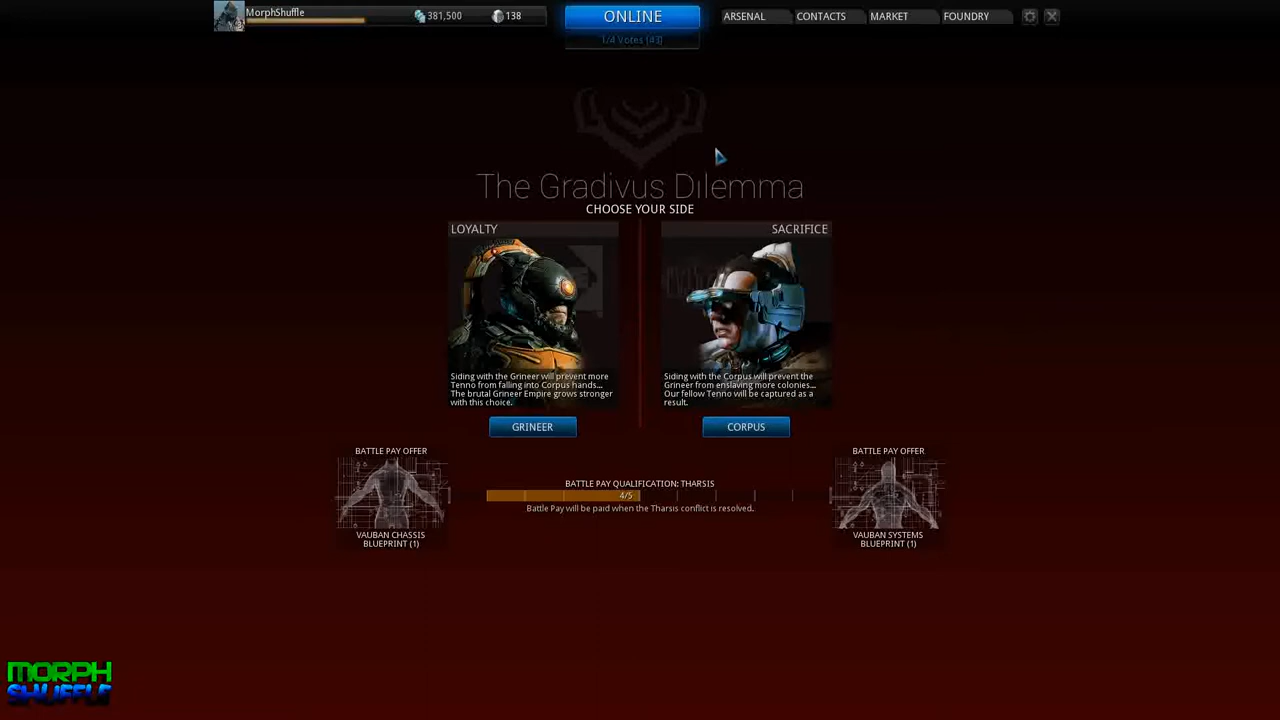 MorphShuffle
381,500
138
ONLINE
1/4 Votes [43]
ARSENAL
CONTACTS
MARKET
FOUNDRY
The Gradivus Dilemma
CHOOSE YOUR SIDE
LOYALTY
Siding with the Grineer will prevent more
Tenno from falling into Corpus hands...
The brutal Grineer Empire grows stronger
with this choice.
GRINEER
SACRIFICE
Siding with the Corpus will prevent the
Grineer from enslaving more colonies...
Our fellow Tenno will be captured as a
result.
CORPUS
BATTLE PAY OFFER
VAUBAN CHASSIS
BLUEPRINT (1)
BATTLE PAY QUALIFICATION: THARSIS
4/5
Battle Pay will be paid when the Tharsis conflict is resolved.
BATTLE PAY OFFER
VAUBAN SYSTEMS
BLUEPRINT (1)
MORPH
SHUFFLE